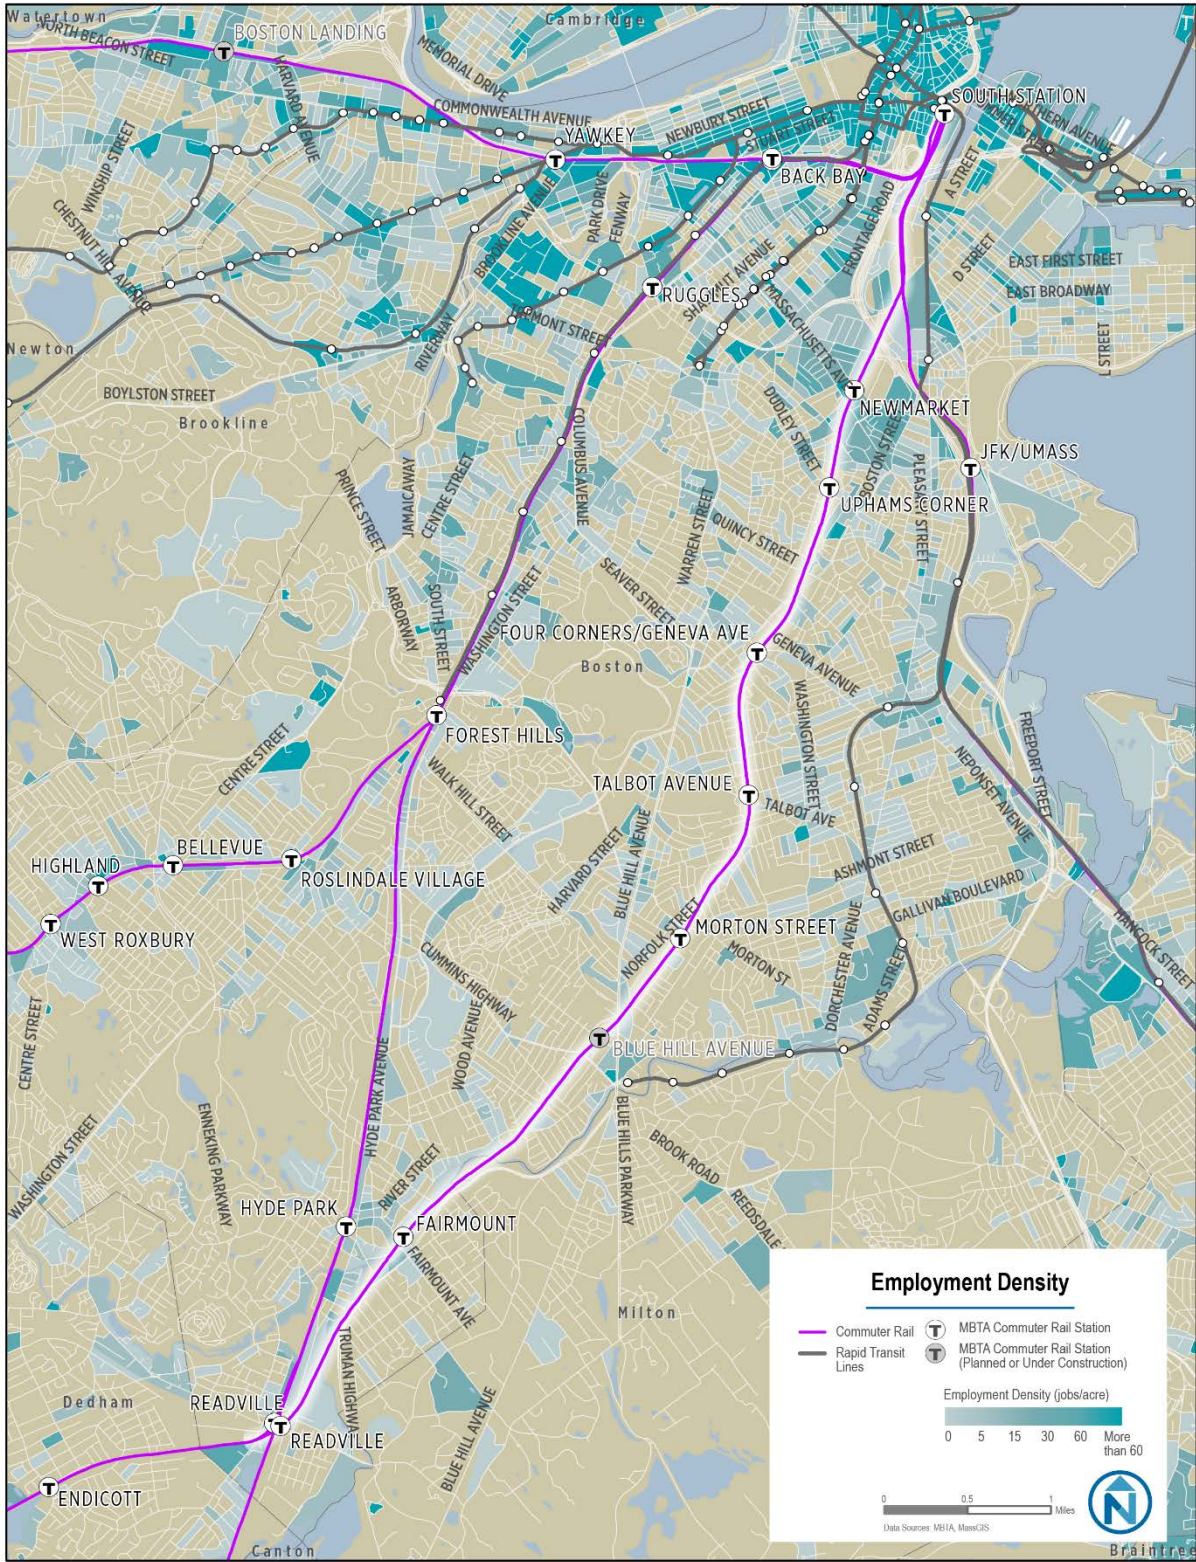 Watertown
Cambridge
NORTH BEACON STREET
BOSTON LANDING
MEMORIAL DRIVE
HARVARD AVENUE
COMMONWEALTH AVENUE
NEWBURY STREET
STUART STREET
SOUTH STATION
YAWKEY
BACK BAY
WINSHIP STREET
A STREET
PARK DRIVE
FENWAY
BROOKLINE AVENUE
FRONTAGE ROAD
CHESTNUT HILL AVENUE
D STREET
EAST FIRST STREET
EAST BROADWAY
RUGGLES
MASSACHUSETTS AVE
TREMONT STREET
RIVERWAY
L STREET
Newton
BOYLSTON STREET
Brookline
NEWMARKET
DUDLEY STREET
COLUMBUS AVENUE
BOSTON STREET
JFK/UMASS
PRINCE STREET
JAMAICAWAY
CENTRE STREET
PLEASANT STREET
UPHAMS CORNER
WARREN STREET
QUINCY STREET
SEAVER STREET
ARBORWAY
SOUTH STREET
WASHINGTON STREET
FOUR CORNERS/GENEVA AVE
GENEVA AVENUE
Boston
WASHINGTON STREET
FOREST HILLS
FREEPORT STREET
CENTRE STREET
NEPONSET AVENUE
WALK HILL STREET
TALBOT AVENUE
TALBOT AVE
BELLEVUE
HIGHLAND
ROSLINDALE VILLAGE
HARVARD STREET
BLUE HILL AVENUE
ASHMONT STREET
GALLIVAN BOULEVARD
WEST ROXBURY
MORTON STREET
NORFOLK STREET
MORTON ST
DORCHESTER AVENUE
ADAMS STREET
HANCOCK STREET
CUMMINS HIGHWAY
WOOD AVENUE
BLUE HILL AVENUE
CENTRE STREET
HYDE PARK AVENUE
WASHINGTON STREET
ENNEKING PARKWAY
BLUE HILLS PARKWAY
BROOK ROAD
RIVER STREET
REEDSDALE
HYDE PARK
FAIRMOUNT
FAIRMOUNT AVE
Milton
TRUMAN HIGHWA
Dedham
READVILLE
READVILLE
BLUE HILL AVENUE
ENDICOTT
Canton
Braintree
Employment Density
Commuter Rail
MBTA Commuter Rail Station
Rapid Transit
Lines
MBTA Commuter Rail Station
(Planned or Under Construction)
Employment Density (jobs/acre)
0 5 15 30 60 More
than 60
0 0.5 1
Miles
Data Sources: MBTA, MassGIS
N